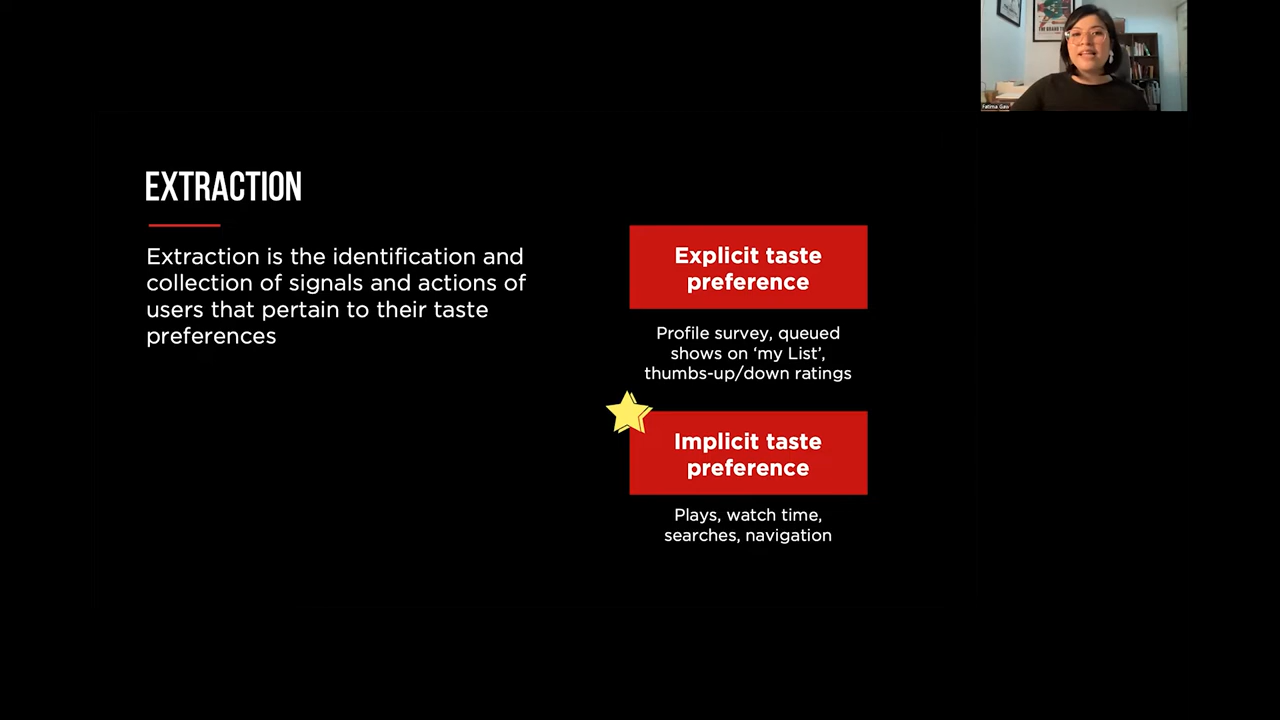 EXTRACTION
Extraction is the identification and
collection of signals and actions of
users that pertain to their taste
preferences
Explicit taste
preference
Profile survey, queued
shows on ‘my List’,
thumbs-up/down ratings
Implicit taste
preference
Plays, watch time,
searches, navigation
Fatima Gaw